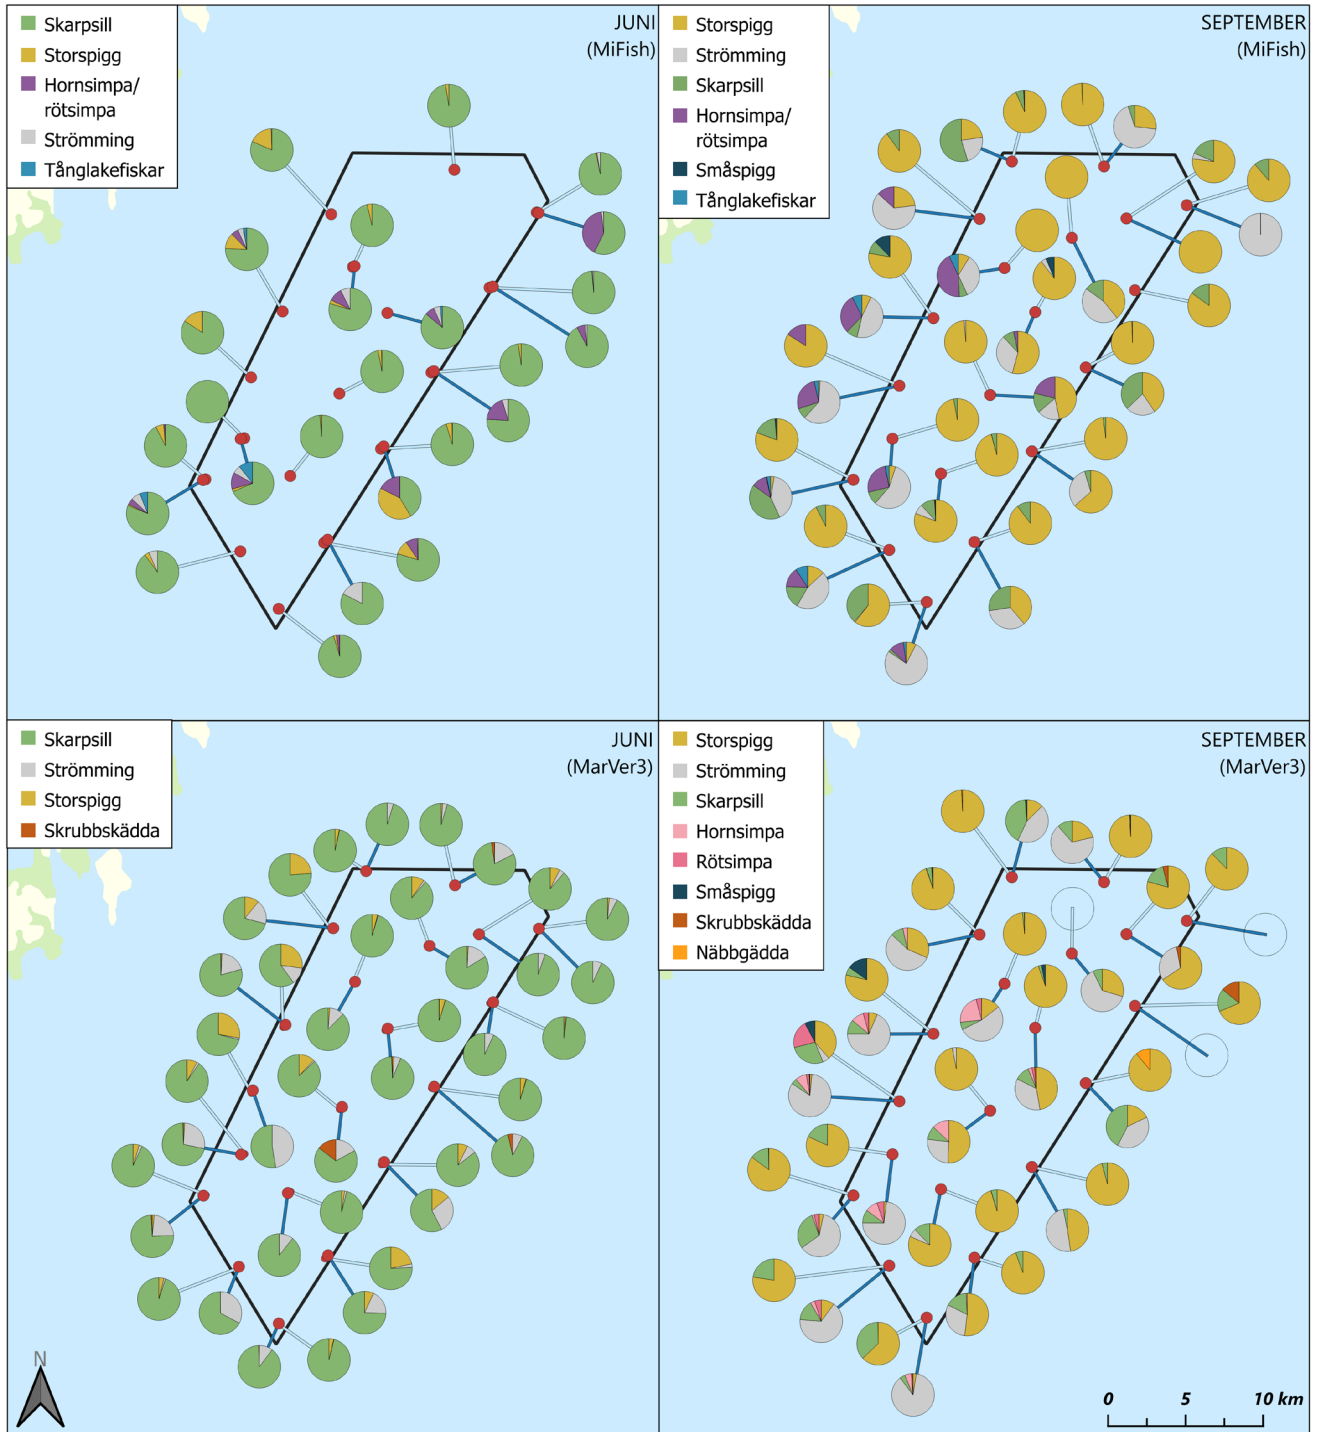 JUNI
(MiFish)
Skarpsill
Storspigg
Hornsimpa/
rötsimpa
Strömming
Tånglakefiskar
SEPTEMBER
(MiFish)
Storspigg
Strömming
Skarpsill
Hornsimpa/
rötsimpa
Småspigg
Tånglakefiskar
JUNI
(MarVer3)
Skarpsill
Strömming
Storspigg
Skrubbskädda
N
SEPTEMBER
(MarVer3)
Storspigg
Strömming
Skarpsill
Hornsimpa
Rötsimpa
Småspigg
Skrubbskädda
Näbbgädda
0 5 10 km